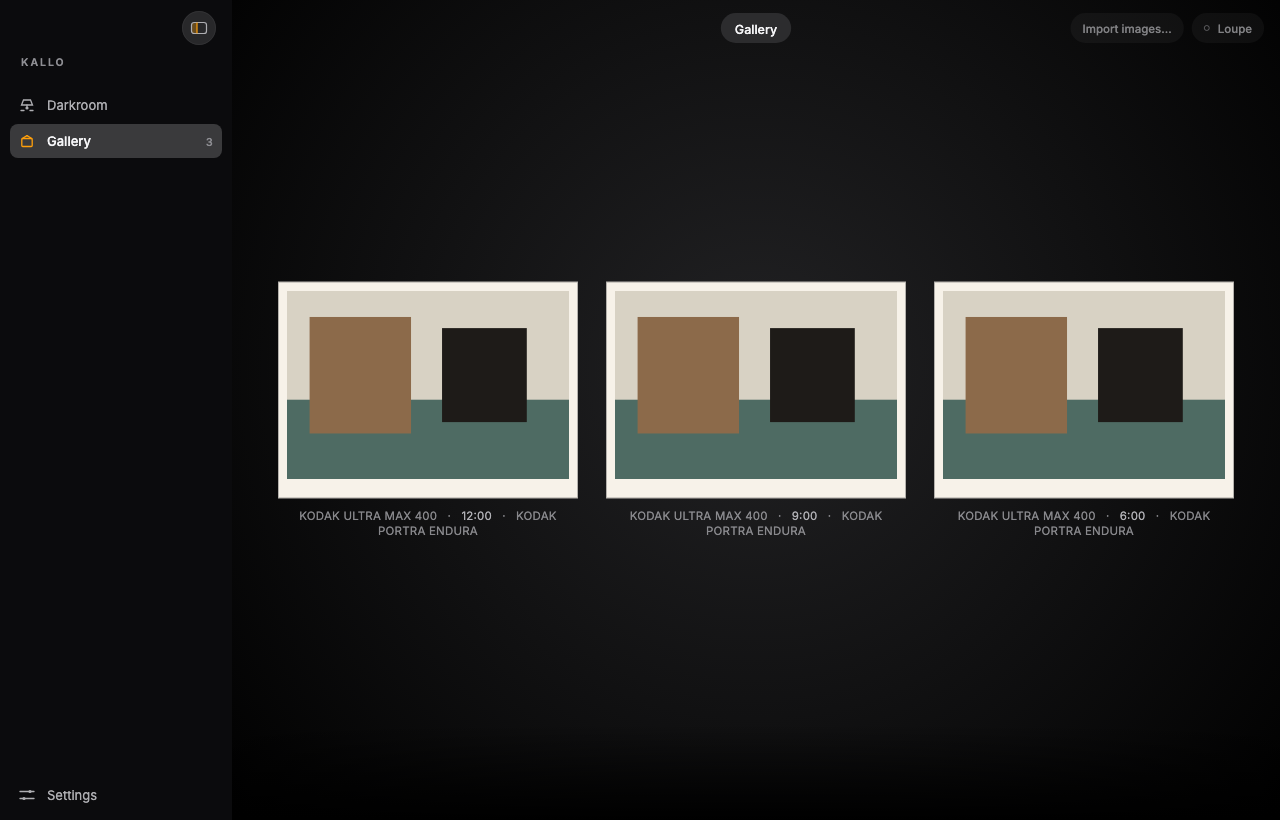 Gallery
Import images...
Loupe
KALLO
Darkroom
Gallery 3
KODAK ULTRA MAX 400 · 12:00 · KODAK
PORTRA ENDURA
KODAK ULTRA MAX 400 · 9:00 · KODAK
PORTRA ENDURA
KODAK ULTRA MAX 400 · 6:00 · KODAK
PORTRA ENDURA
Settings